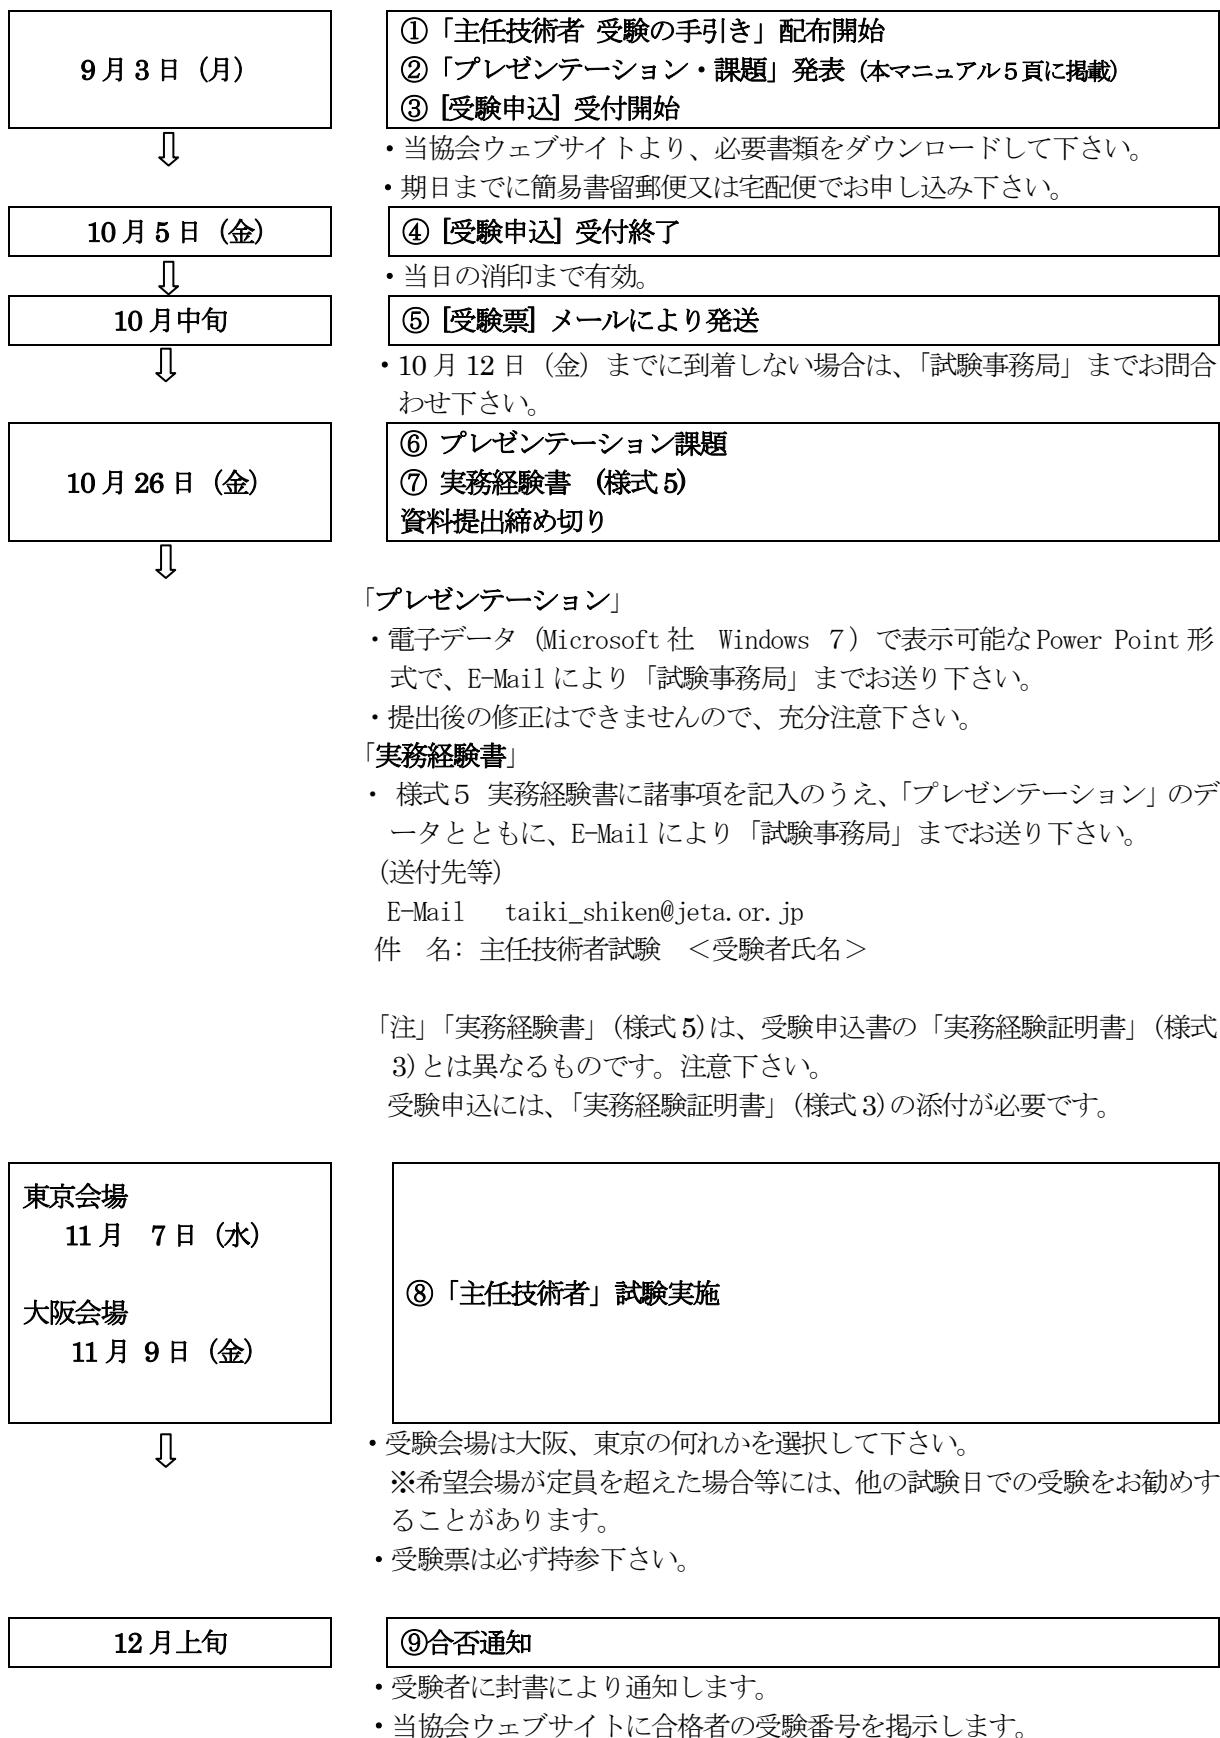 9月3日（月）
①「主任技術者 受験の手引き」配布開始
②「プレゼンテーション・課題」発表（本マニュアル５頁に掲載）
③ [受験申込] 受付開始
・当協会ウェブサイトより、必要書類をダウンロードして下さい。
・期日までに簡易書留郵便又は宅配便でお申し込み下さい。
10月5日（金）
④ [受験申込] 受付終了
・当日の消印まで有効。
10月中旬
⑤ [受験票] メールにより発送
・10月12日（金）までに到着しない場合は、「試験事務局」までお問合
わせ下さい。
10月26日（金）
⑥ プレゼンテーション課題
⑦ 実務経験書 (様式5)
資料提出締め切り
「プレゼンテーション」
・電子データ（Microsoft社 Windows ７）で表示可能なPower Point形
式で、E-Mailにより「試験事務局」までお送り下さい。
・提出後の修正はできませんので、充分注意下さい。
「実務経験書」
・ 様式５ 実務経験書に諸事項を記入のうえ、「プレゼンテーション」のデ
ータとともに、E-Mailにより「試験事務局」までお送り下さい。
(送付先等)
E-Mail taiki_shiken@jeta.or.jp
件 名: 主任技術者試験 ＜受験者氏名＞
「注」「実務経験書」(様式5)は、受験申込書の「実務経験証明書」(様式
3)とは異なるものです。注意下さい。
受験申込には、「実務経験証明書」(様式3)の添付が必要です。
東京会場
11月 7日（水）
大阪会場
11月 9日（金）
⑧「主任技術者」試験実施
・受験会場は大阪、東京の何れかを選択して下さい。
※希望会場が定員を超えた場合等には、他の試験日での受験をお勧めす
ることがあります。
・受験票は必ず持参下さい。
12月上旬
⑨合否通知
・受験者に封書により通知します。
・当協会ウェブサイトに合格者の受験番号を掲示します。